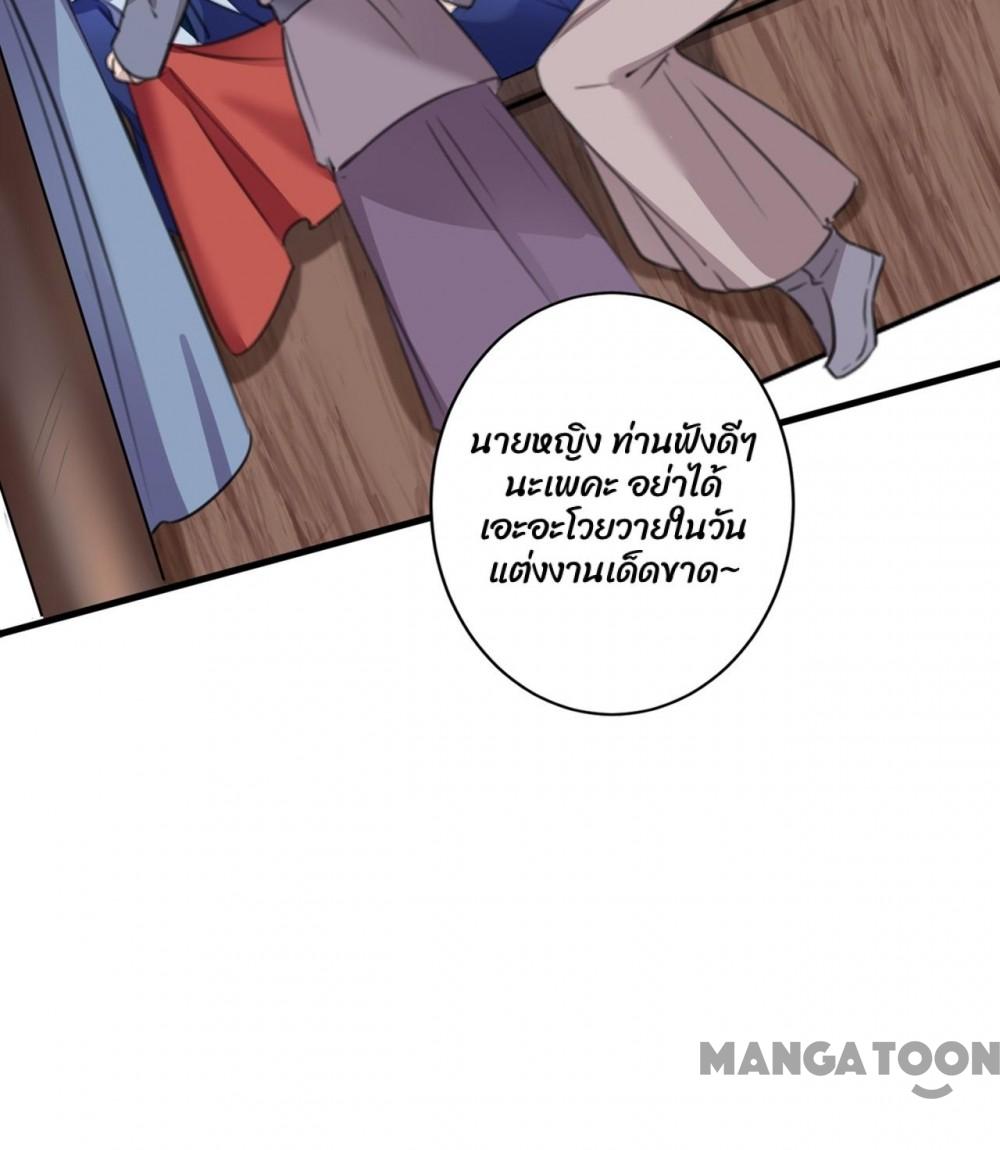 นายหญิง ท่านฟังดีๆ
นะเพคะ อย่าได้
เอะอะโวยวายในวัน
แต่งงานเด็ดขาด~
MANGATOON